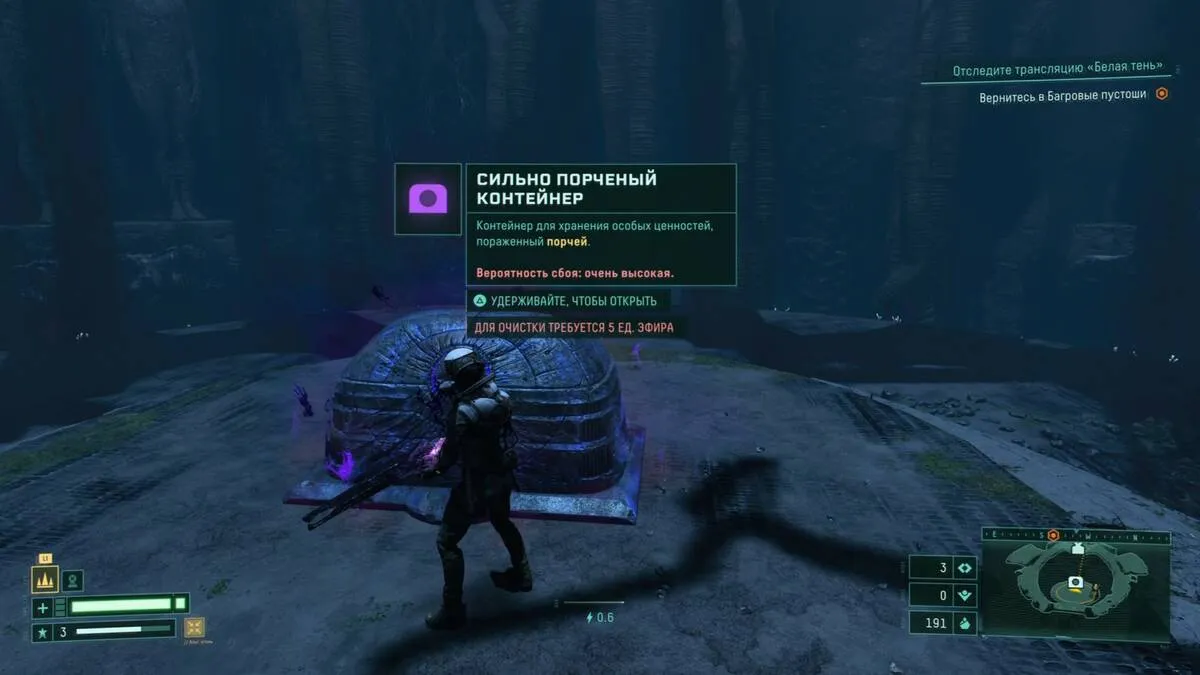 Отследите трансляцию «Белая тень»
Вернитесь в Багровые пустоши
СИЛЬНО ПОРЧЕНЫЙ
КОНТЕЙНЕР
Контейнер для хранения особых ценностей,
пораженный порчей.
Вероятность сбоя: очень высокая.
УДЕРЖИВАЙТЕ, ЧТОБЫ ОТКРЫТЬ
ДЛЯ ОЧИСТКИ ТРЕБУЕТСЯ 5 ЕД. ЭФИРА
L1
3
0.6
3
0
191
E S W N